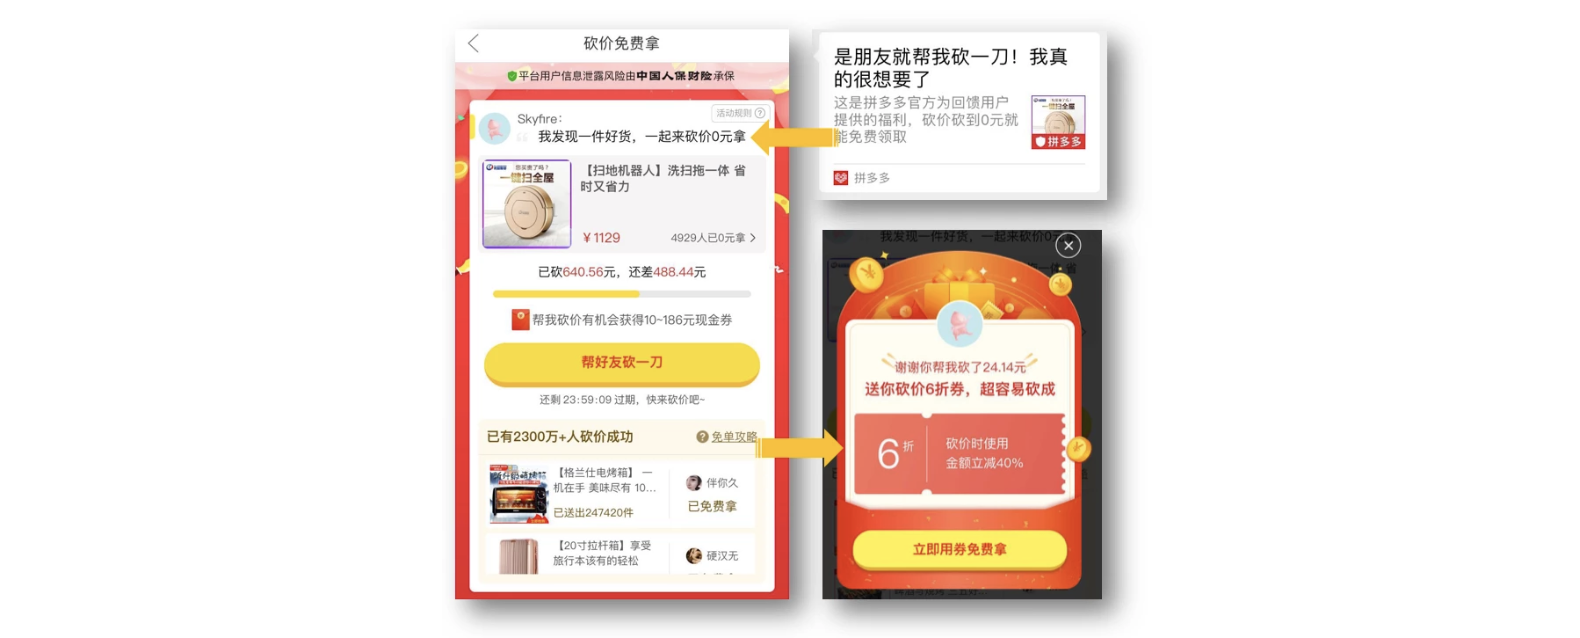 砍价免费拿
平台用户信息泄露风险由中国人保财险承保
活动规则
Skyfire:
我发现一件好货，一起来砍价0元拿
一键扫全屋
【扫地机器人】洗扫拖一体 省
时又省力
¥1129
4929人已0元拿 >
已砍640.56元，还差488.44元
帮我砍价有机会获得10~186元现金券
帮好友砍一刀
还剩 23:59:09 过期，快来砍价吧~
已有2300万+人砍价成功
免单攻略
【格兰仕电烤箱】 一
机在手 美味尽有 10...
已送出247420件
伴你久
已免费拿
【20寸拉杆箱】享受
旅行本该有的轻松
硬汉无
是朋友就帮我砍一刀！我真
的很想要了
这是拼多多官方为回馈用户
提供的福利，砍价砍到0元就
能免费领取
一键扫全屋
拼多多
拼多多
我发现一件好货，一起来砍价0元
谢谢你帮我砍了24.14元
送你砍价6折券，超容易砍成
6折
砍价时使用
金额立减40%
立即用券免费拿